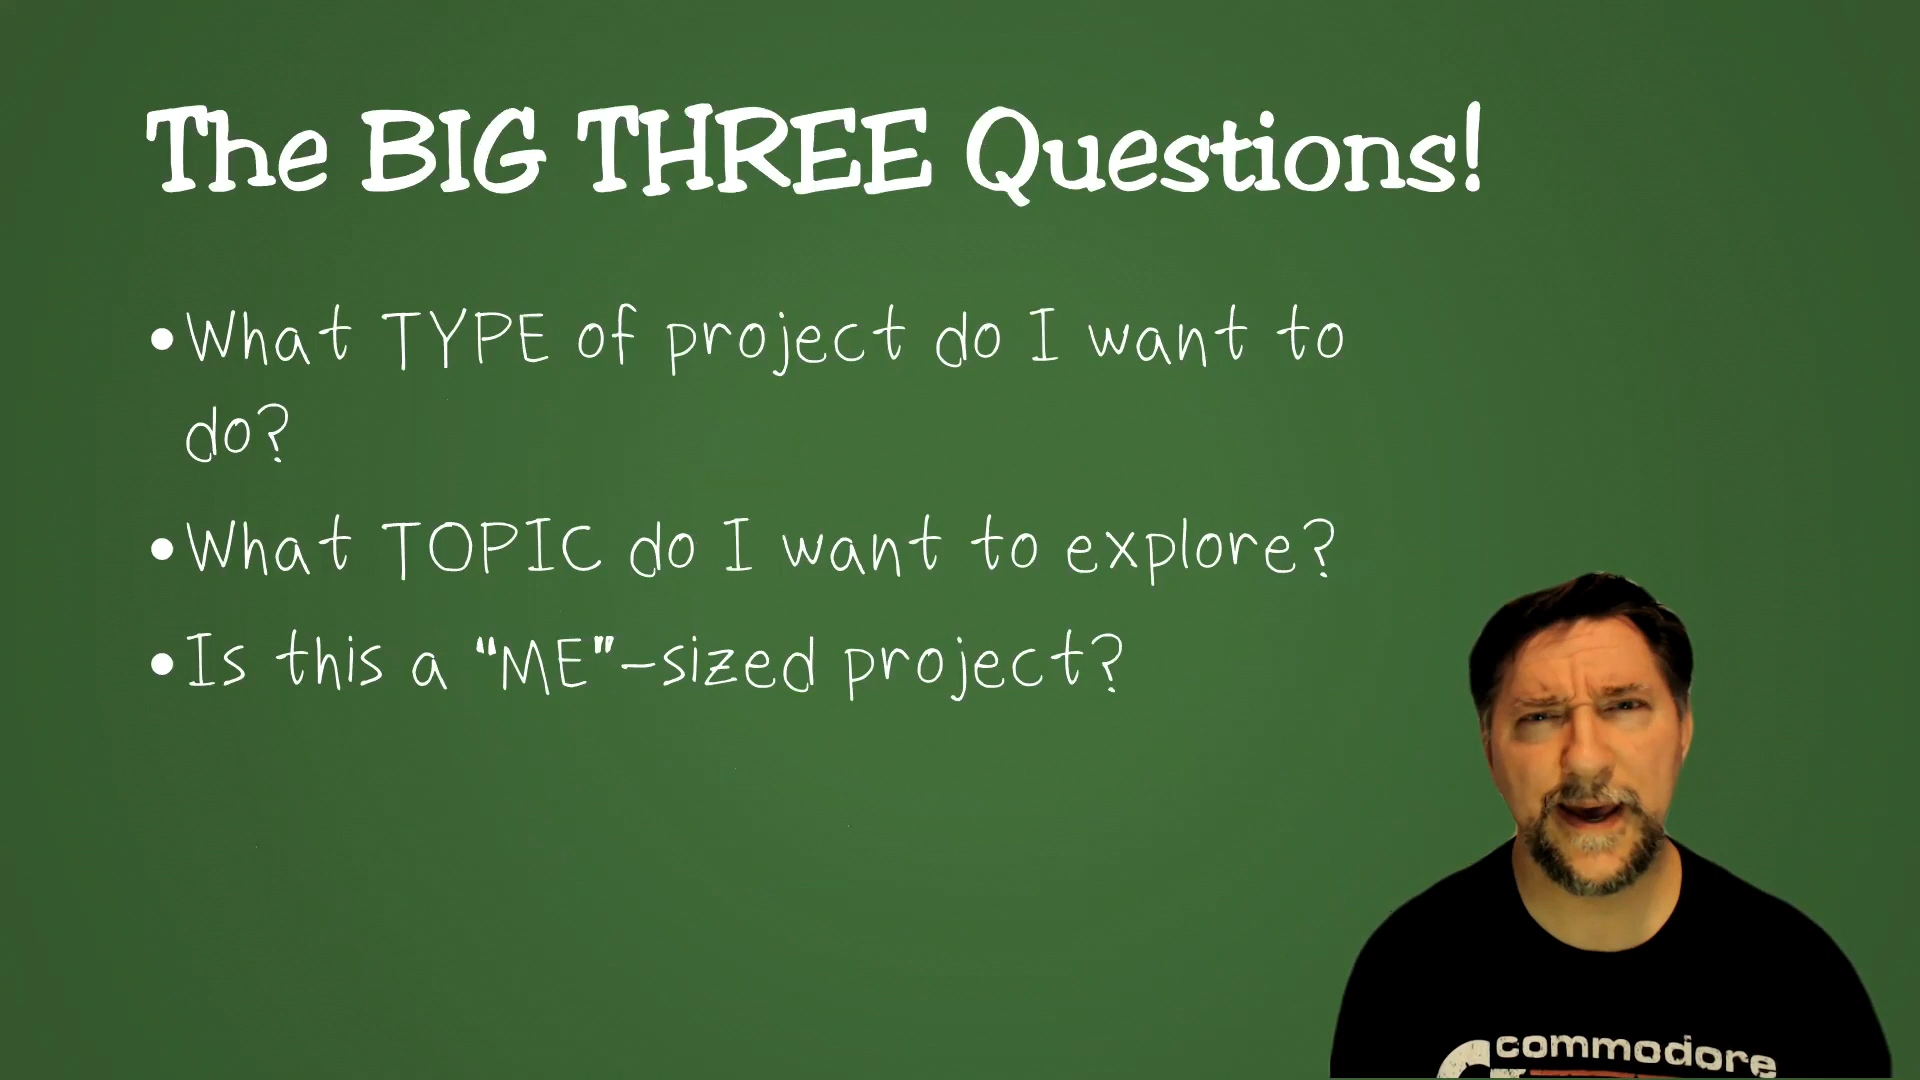 The BIG THREE Questions!
•What TYPE of project do I want to
do?
•What TOPIC do I want to explore?
•Is this a "ME"-sized project?
commodore